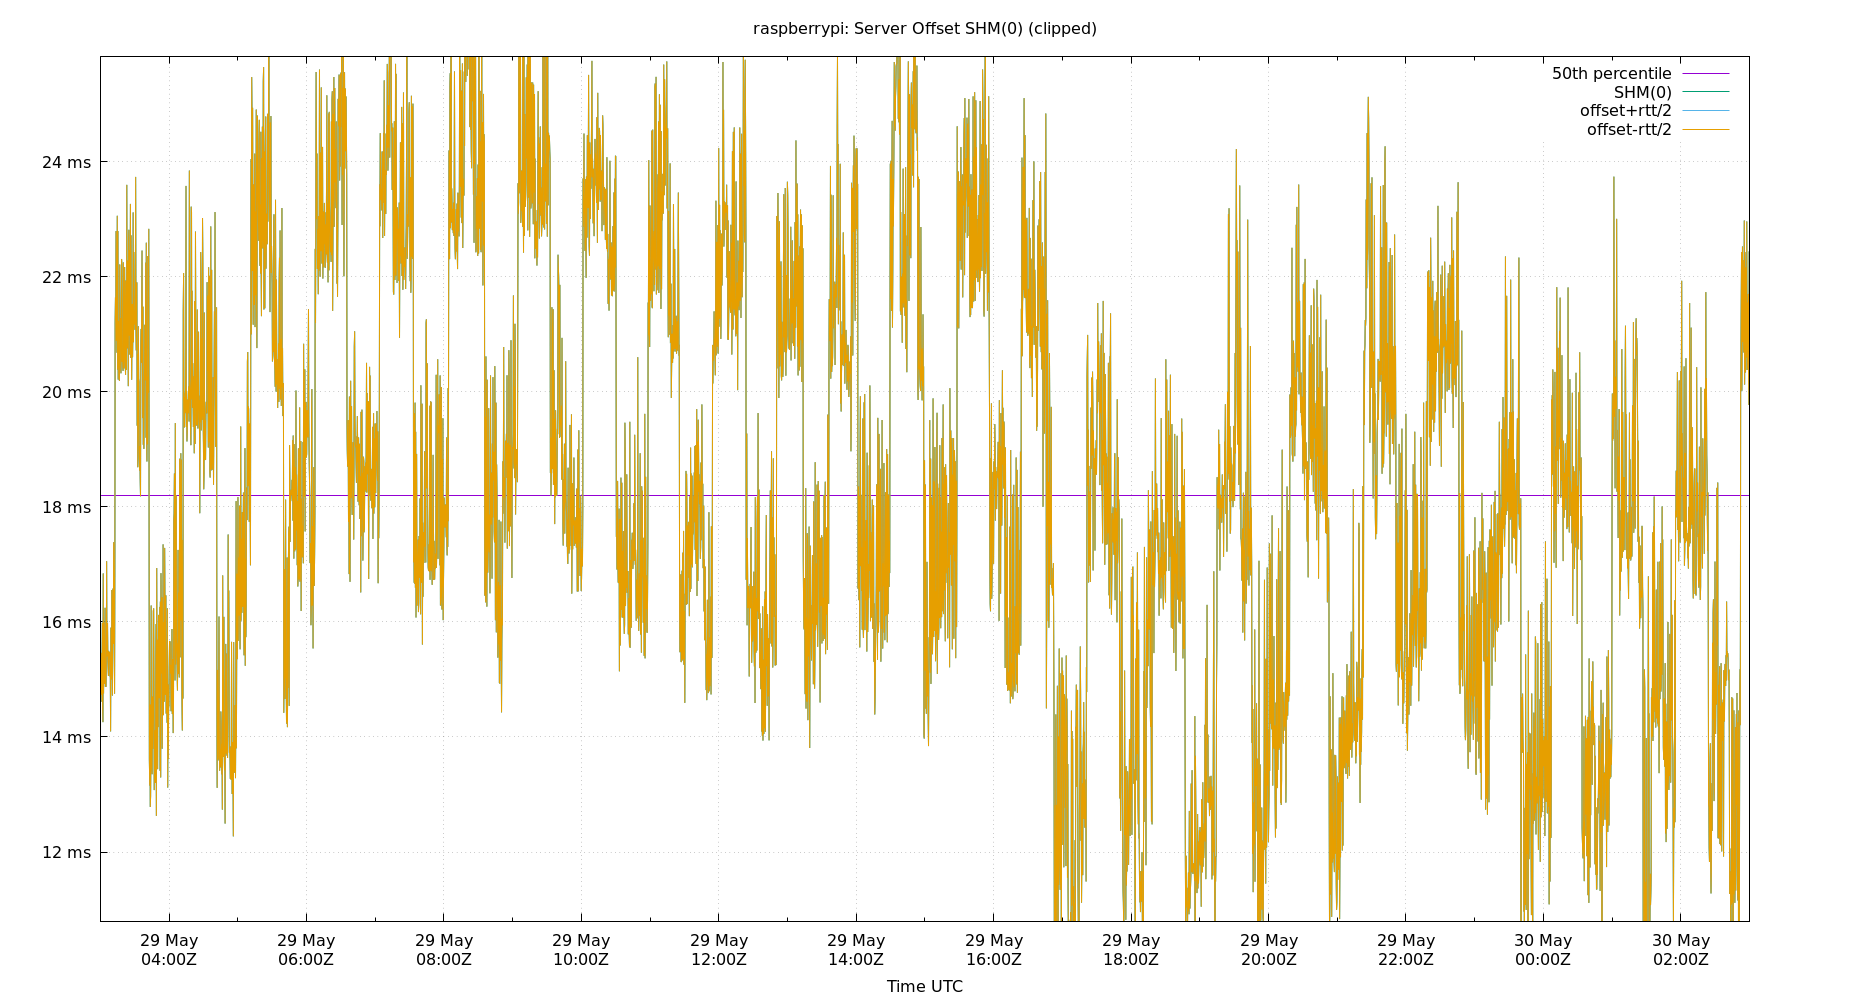 raspberrypi: Server Offset SHM(0) (clipped)
50th percentile
SHM(0)
offset+rtt/2
offset-rtt/2
24 ms
22 ms
20 ms
18 ms
16 ms
14 ms
12 ms
29 May 29 May 29 May 29 May 29 May 29 May 29 May 29 May 29 May 29 May 30 May 30 May
04:00Z 06:00Z 08:00Z 10:00Z 12:00Z 14:00Z 16:00Z 18:00Z 20:00Z 22:00Z 00:00Z 02:00Z
Time UTC